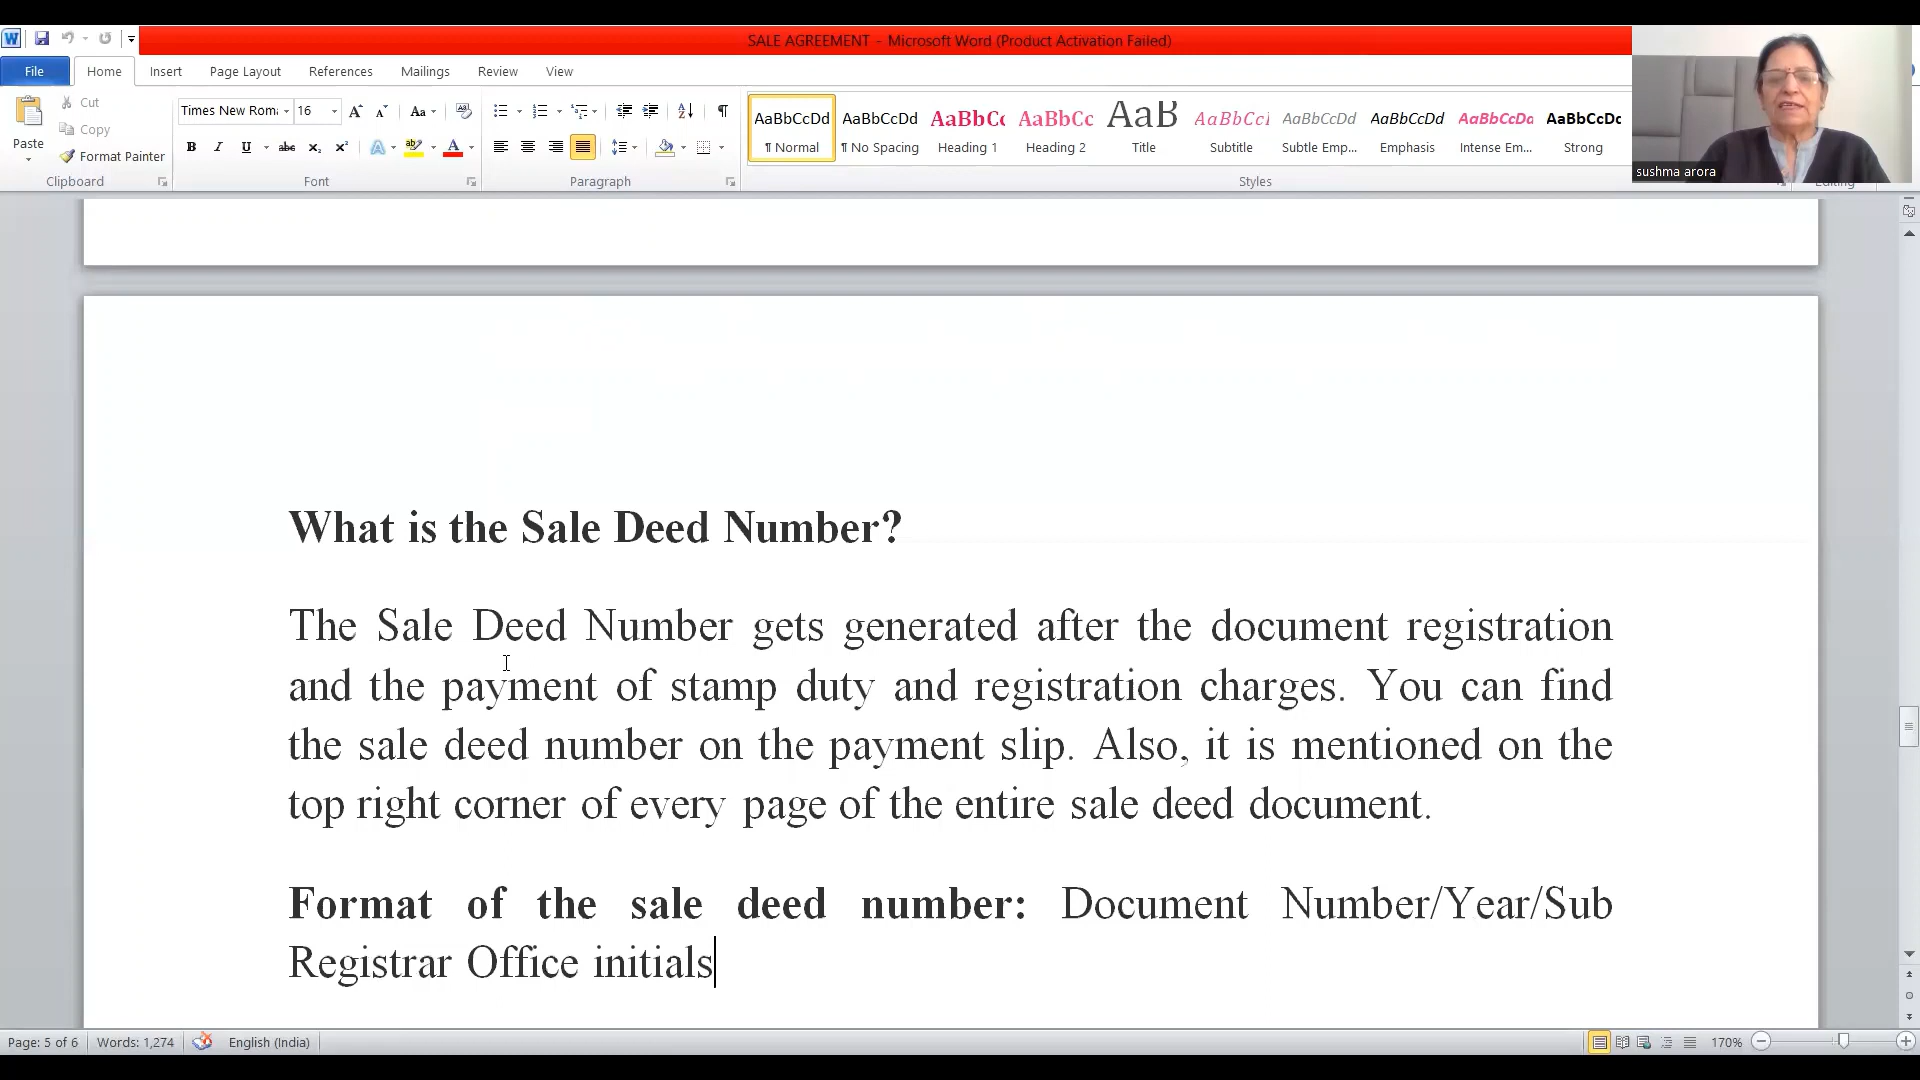 SALE AGREEMENT - Microsoft Word (Product Activation Failed)
File Home Insert Page Layout References Mailings Review View
Cut
Copy
Paste
Format Painter
Clipboard
Times New Rom: 16
Font
Paragraph
AaBbCcDd AaBbCcDd AaBbCc AaBbCc AaB AaBbCcl AaBbCcDd AaBbCcDd AaBbCcDd AaBbCcDc
¶ Normal ¶ No Spacing Heading 1 Heading 2 Title Subtitle Subtle Emp... Emphasis Intense Em... Strong
Styles
Editing
sushma arora
What is the Sale Deed Number?
The Sale Deed Number gets generated after the document registration
and the payment of stamp duty and registration charges. You can find
the sale deed number on the payment slip. Also, it is mentioned on the
top right corner of every page of the entire sale deed document.
Format of the sale deed number: Document Number/Year/Sub
Registrar Office initials
Page: 5 of 6 Words: 1,274 English (India) 170%